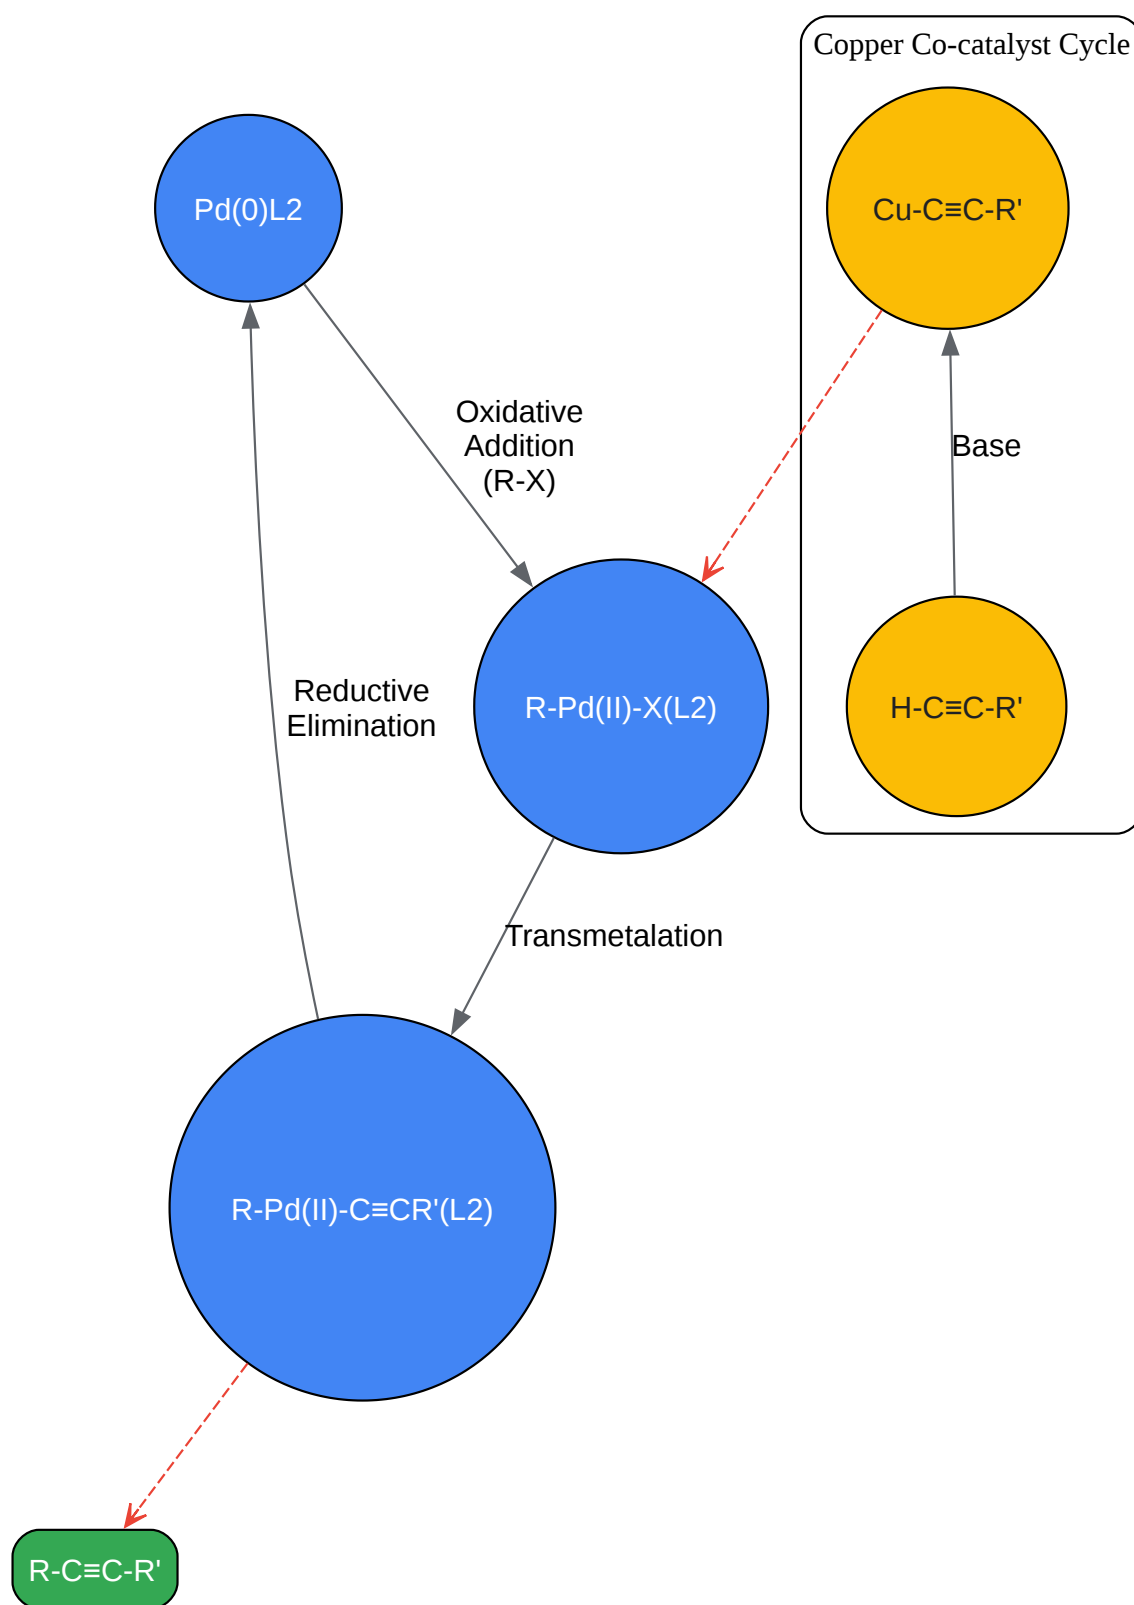 Copper Co-catalyst Cycle
Pd(0)L2
Cu-C≡C-R'
Oxidative
Addition
(R-X)
Base
Reductive
Elimination
R-Pd(II)-X(L2)
H-C≡C-R'
Transmetalation
R-Pd(II)-C≡CR'(L2)
R-C≡C-R'